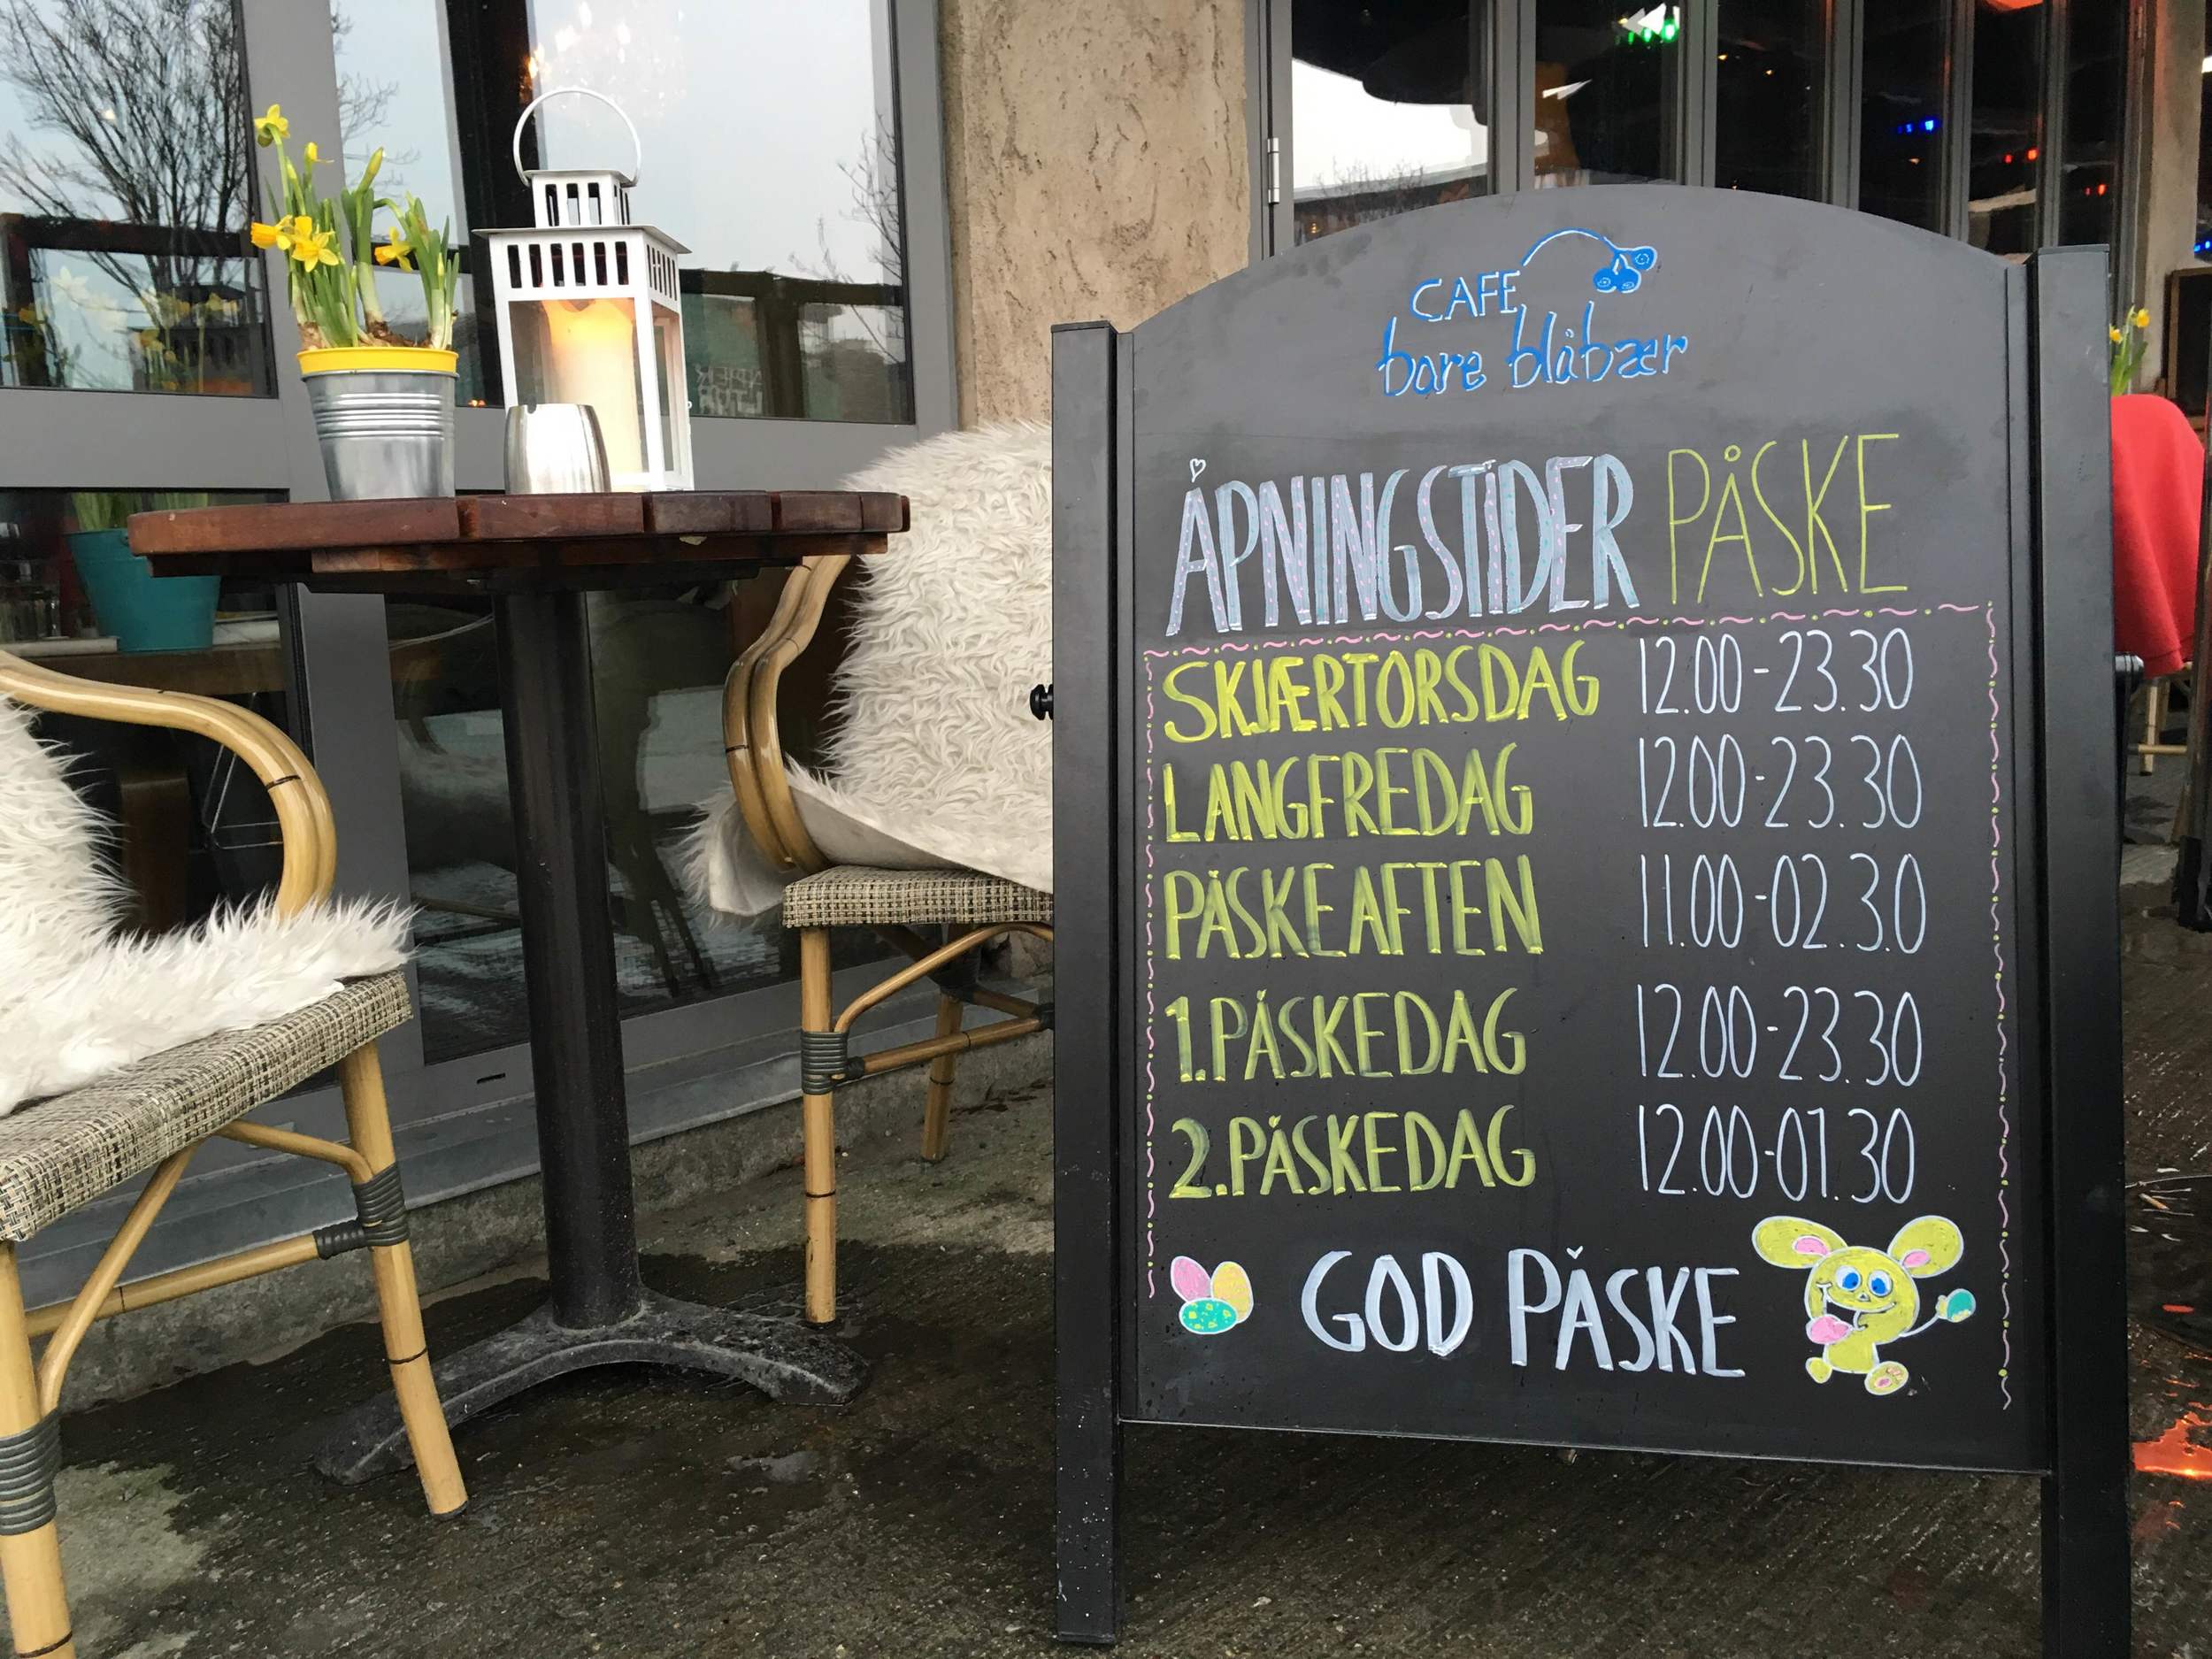 CAFE
bare blåbær
ÅPNINGSTIDER PÅSKE
SKJÆRTORSDAG 12.00-23.30
LANGFREDAG 12.00-23.30
PÅSKEAFTEN 11.00-02.30
1.PÅSKEDAG 12.00-23.30
2.PÅSKEDAG 12.00-01.30
GOD PÅSKE